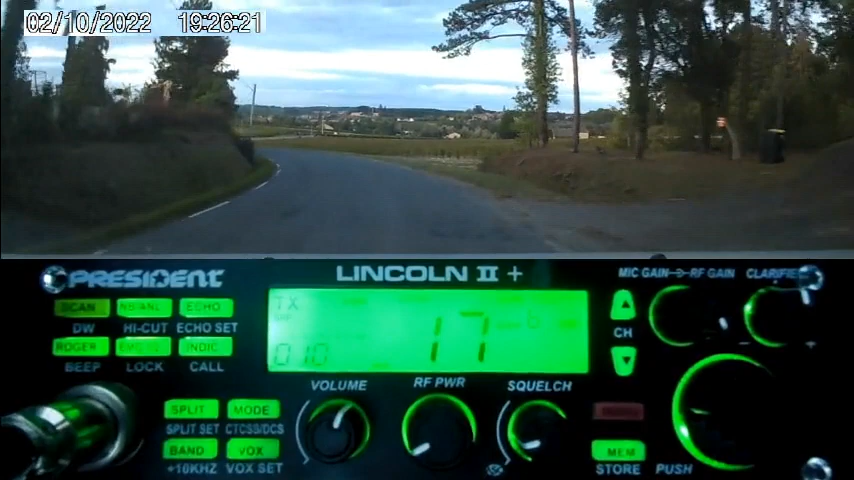 02/10/2022 19:26:21
PRESIDENT LINCOLN II +
MIC GAIN RF GAIN CLARIFIER
SCAN NB/ANL ECHO
DW HI-CUT ECHO SET
TX
OFF
ROGER INDIC
BEEP LOCK CALL
010 17
CH
VOLUME RF PWR SQUELCH
SPLIT MODE
SPLIT SET CTCSS/DCS
BAND VOX
+10KHZ VOX SET
MEM
STORE PUSH